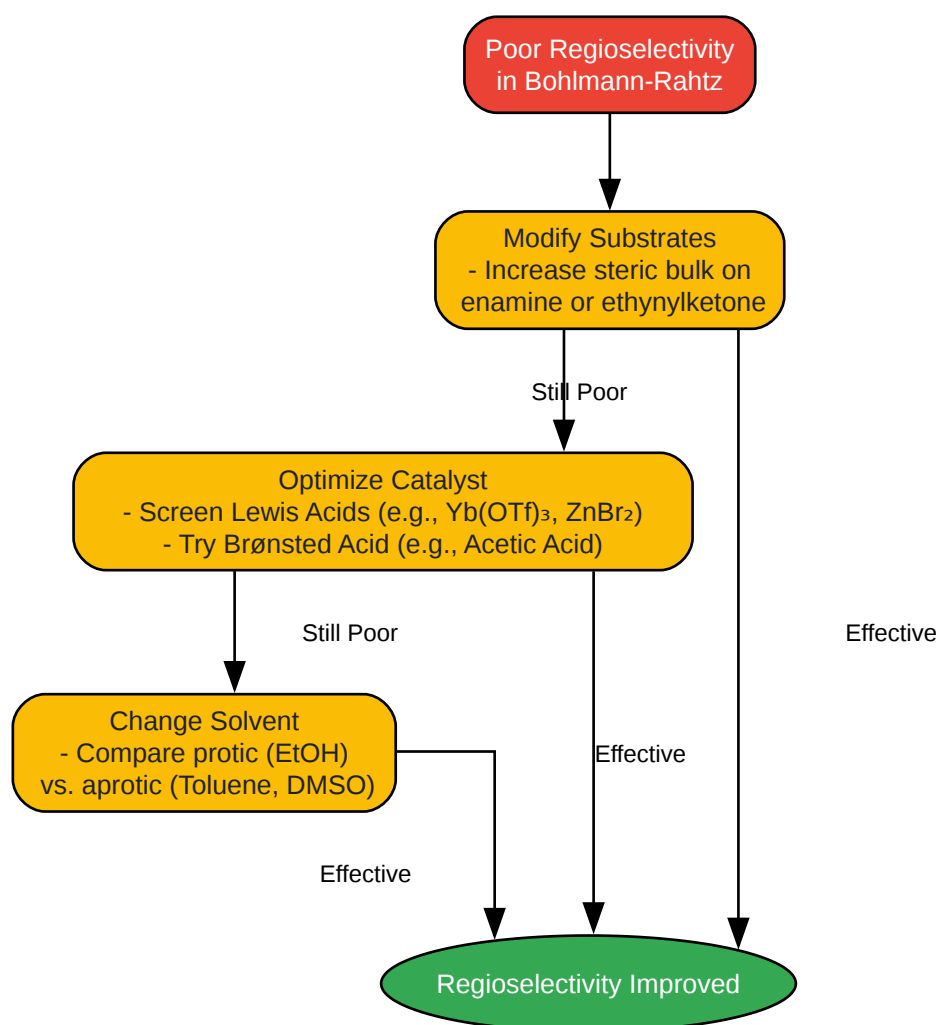 Poor Regioselectivity
in Bohlmann-Rahtz
Modify Substrates
- Increase steric bulk on
enamine or ethynylketone
Still Poor
Optimize Catalyst
- Screen Lewis Acids (e.g., Yb(OTf)₃, ZnBr₂)
- Try Brønsted Acid (e.g., Acetic Acid)
Still Poor
Effective
Change Solvent
- Compare protic (EtOH)
vs. aprotic (Toluene, DMSO)
Effective
Effective
Regioselectivity Improved